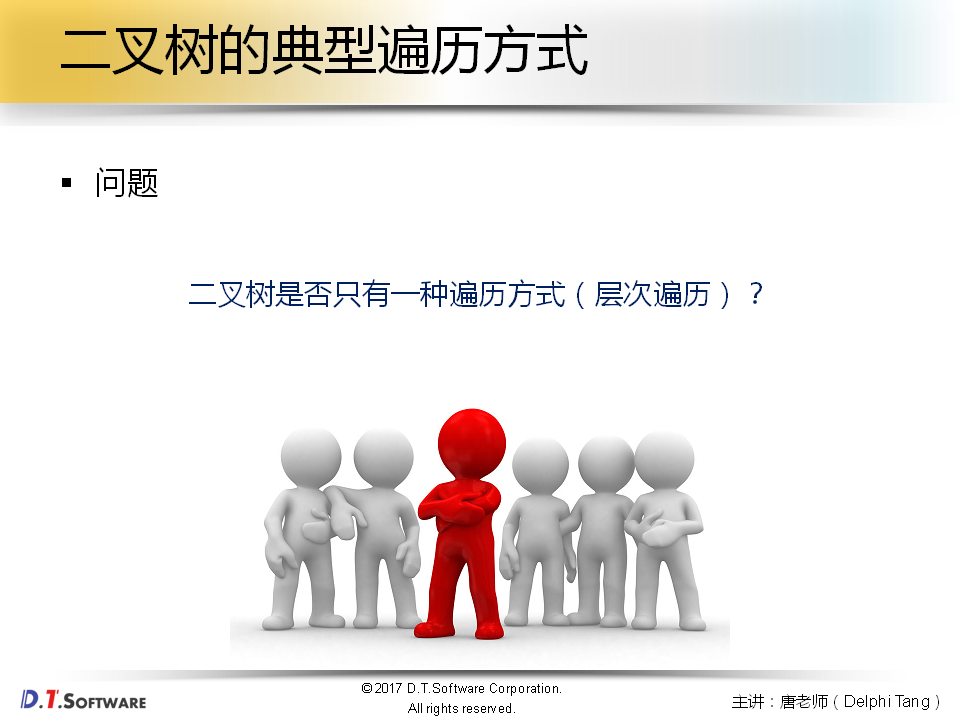 二叉树的典型遍历方式
问题
二叉树是否只有一种遍历方式（层次遍历）？
D.T.SOFTWARE
©2017 D.T.Software Corporation.
All rights reserved.
主讲：唐老师（Delphi Tang）